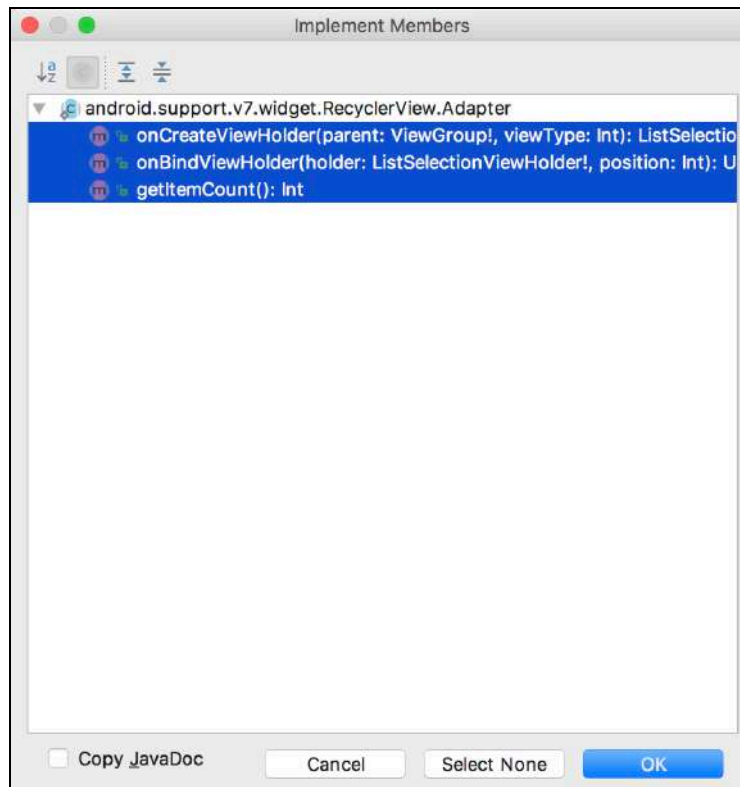 Implement Members
android.support.v7.widget.RecyclerView.Adapter
onCreateViewHolder(parent: ViewGroup!, viewType: Int): ListSelectio
onBindViewHolder(holder: ListSelectionViewHolder!, position: Int): U
getItemCount(): Int
Copy JavaDoc Cancel Select None OK